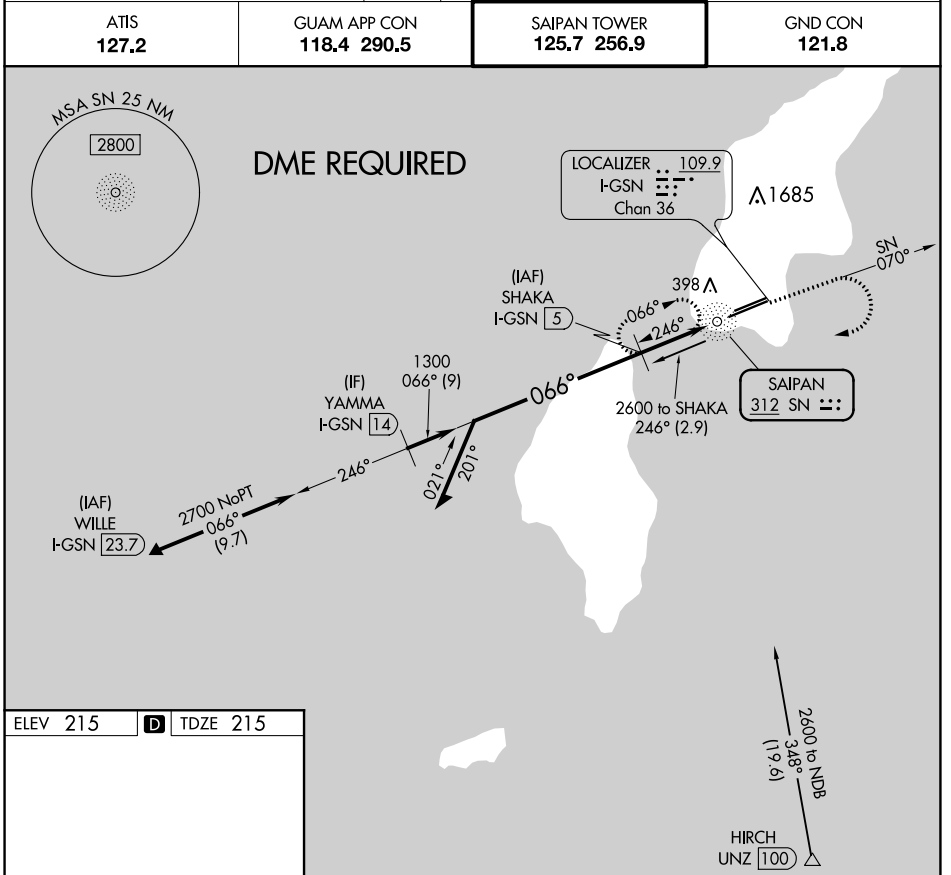 ATIS
127.2
GUAM APP CON
118.4 290.5
SAIPAN TOWER
125.7 256.9
GND CON
121.8
MSA SN 25 NM
2800
DME REQUIRED
LOCALIZER 109.9
I-GSN
Chan 36
1685
SN
070°
398
(IAF)
SHAKA
I-GSN 5
066°
246°
SAIPAN
312 SN
2600 to SHAKA
246° (2.9)
066°
1300
066° (9)
(IF)
YAMMA
I-GSN 14
021°
201°
246°
2700 NoPT
066°
(9.7)
(IAF)
WILLE
I-GSN 23.7
2600 to NDB
348°
(19.6)
HIRCH
UNZ 100
ELEV 215 D TDZE 215